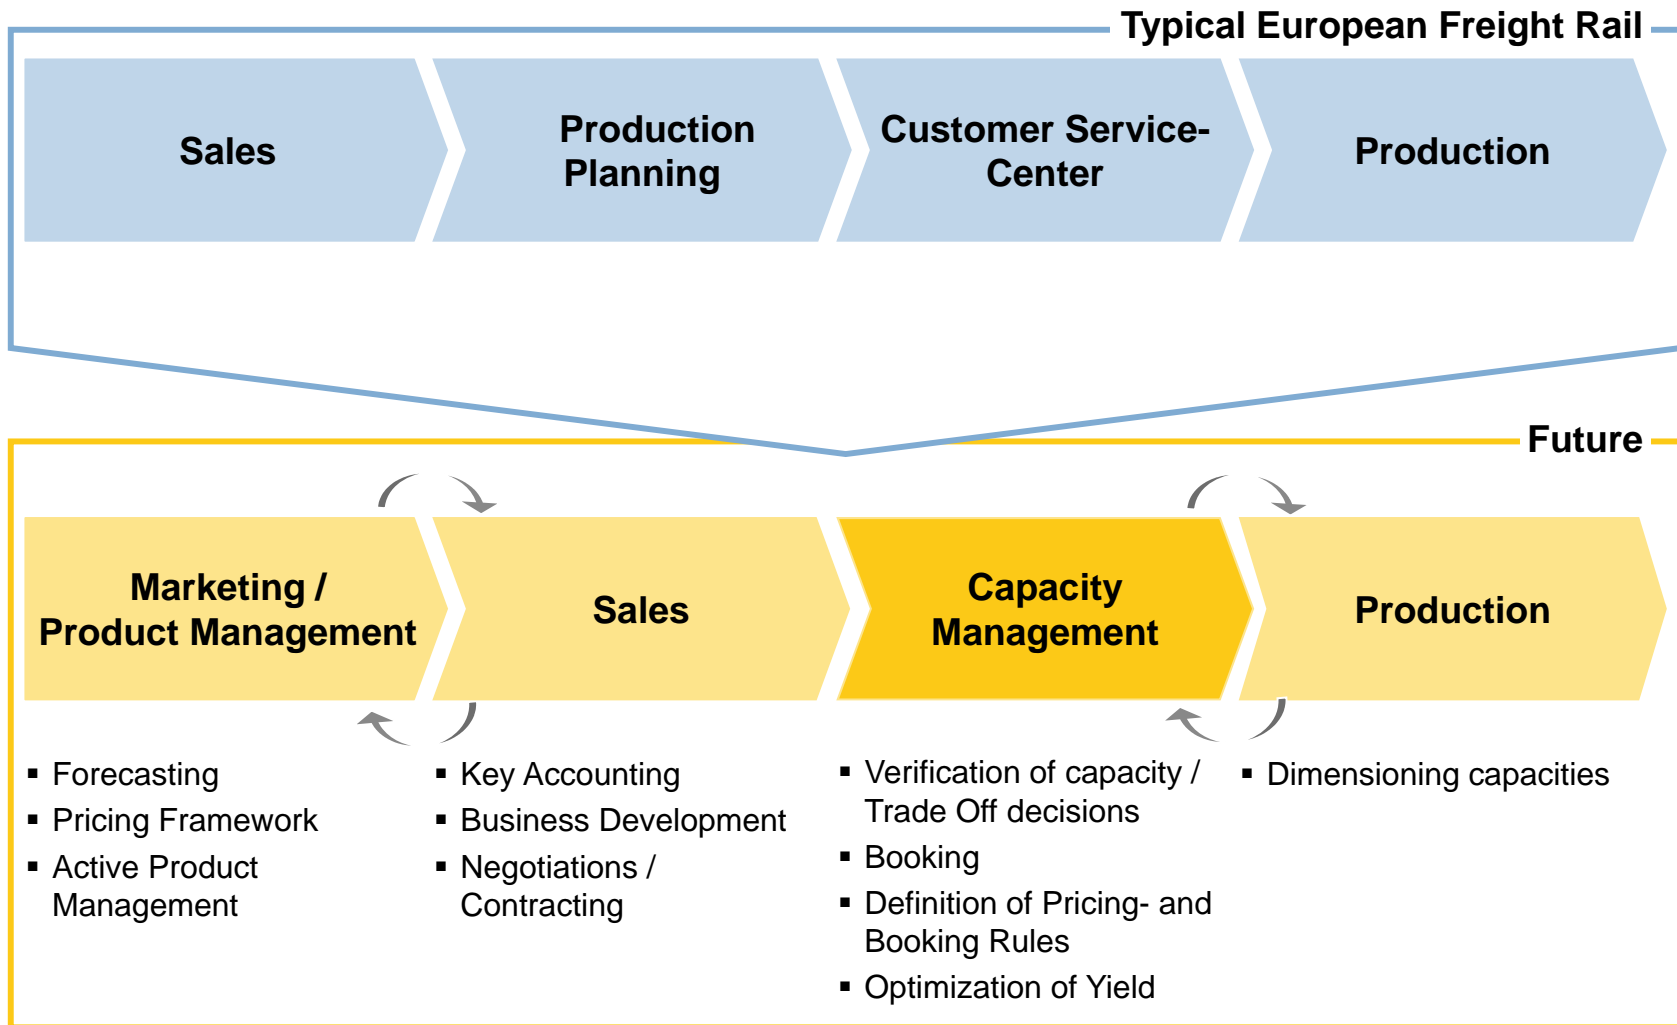 Typical European Freight Rail
Sales
Production
Planning
Customer Service-
Center
Production
Future
Marketing /
Product Management
Sales
Capacity
Management
Production
▪ Forecasting
▪ Pricing Framework
▪ Active Product
Management
▪ Key Accounting
▪ Business Development
▪ Negotiations /
Contracting
▪ Verification of capacity /
Trade Off decisions
▪ Booking
▪ Definition of Pricing- and
Booking Rules
▪ Optimization of Yield
▪ Dimensioning capacities